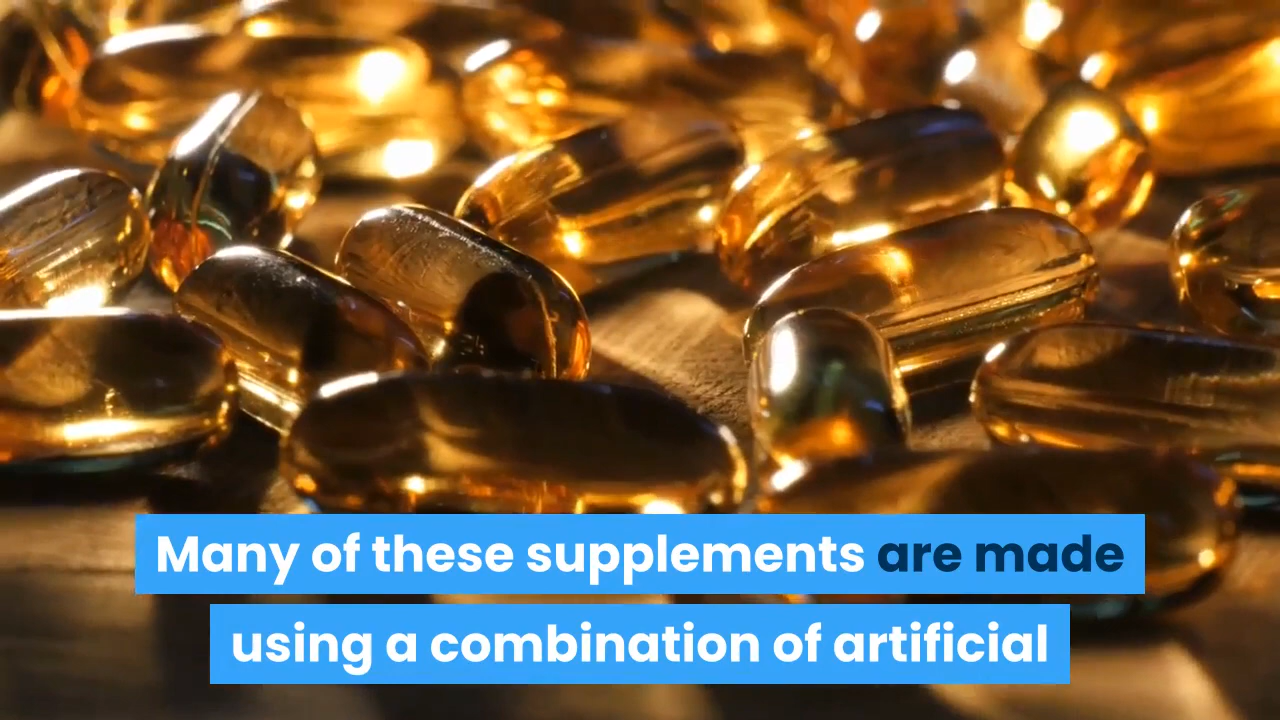 Many of these supplements are made
using a combination of artificial